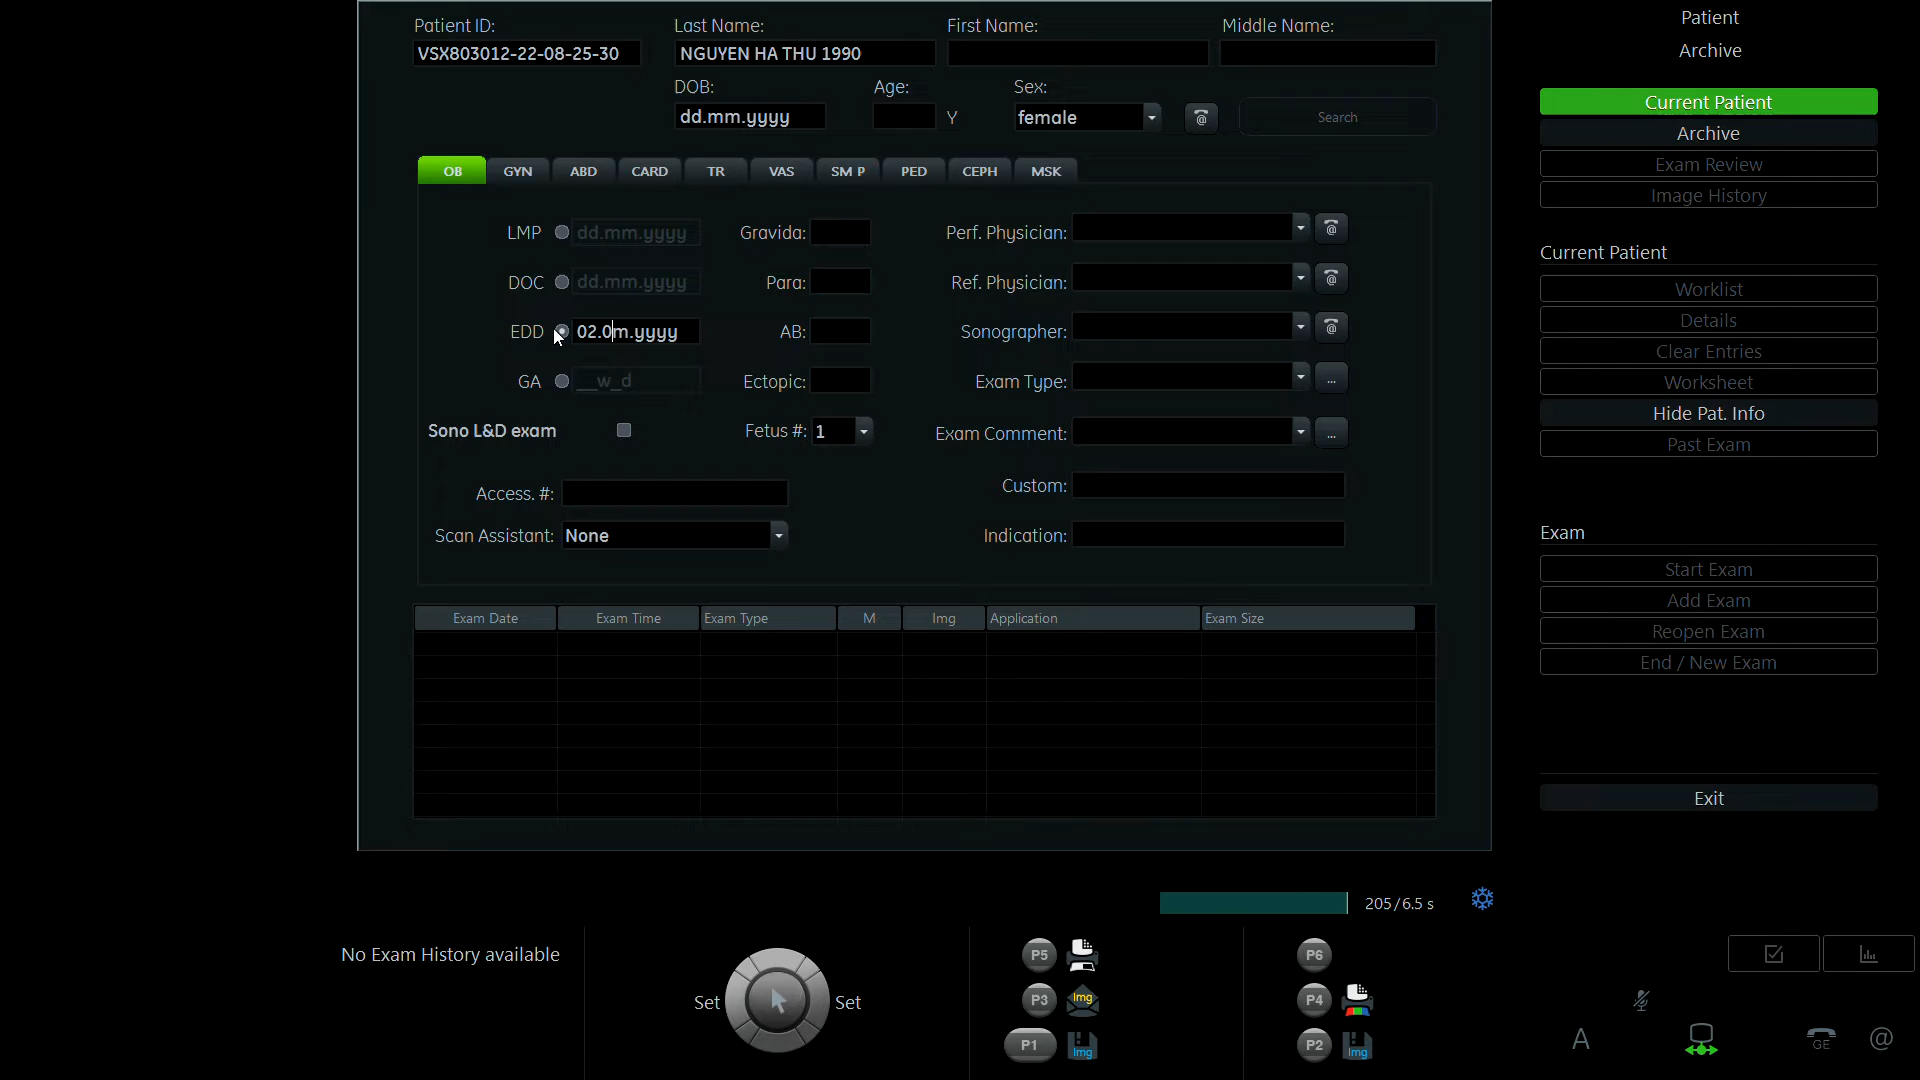 Patient ID: Last Name: First Name: Middle Name:
VSX803012-22-08-25-30 NGUYEN HA THU 1990
DOB: Age: Sex:
dd.mm.yyyy Y female @ Search
OB GYN ABD CARD TR VAS SM P PED CEPH MSK
LMP dd.mm.yyyy Gravida: Perf. Physician: @
DOC dd.mm.yyyy Para: Ref. Physician: @
EDD 02.0m.yyyy AB: Sonographer: @
GA __w_d Ectopic: Exam Type: ...
Sono L&D exam Fetus #: 1 Exam Comment: ...
Access. #: Custom:
Scan Assistant: None Indication:
Exam Date Exam Time Exam Type M Img Application Exam Size
205/6.5 s
No Exam History available
Set Set
P5
P3 Img
P1 Img
P6
P4
P2 Img
Patient
Archive
Current Patient
Archive
Exam Review
Image History
Current Patient
Worklist
Details
Clear Entries
Worksheet
Hide Pat. Info
Past Exam
Exam
Start Exam
Add Exam
Reopen Exam
End / New Exam
Exit
A GE @